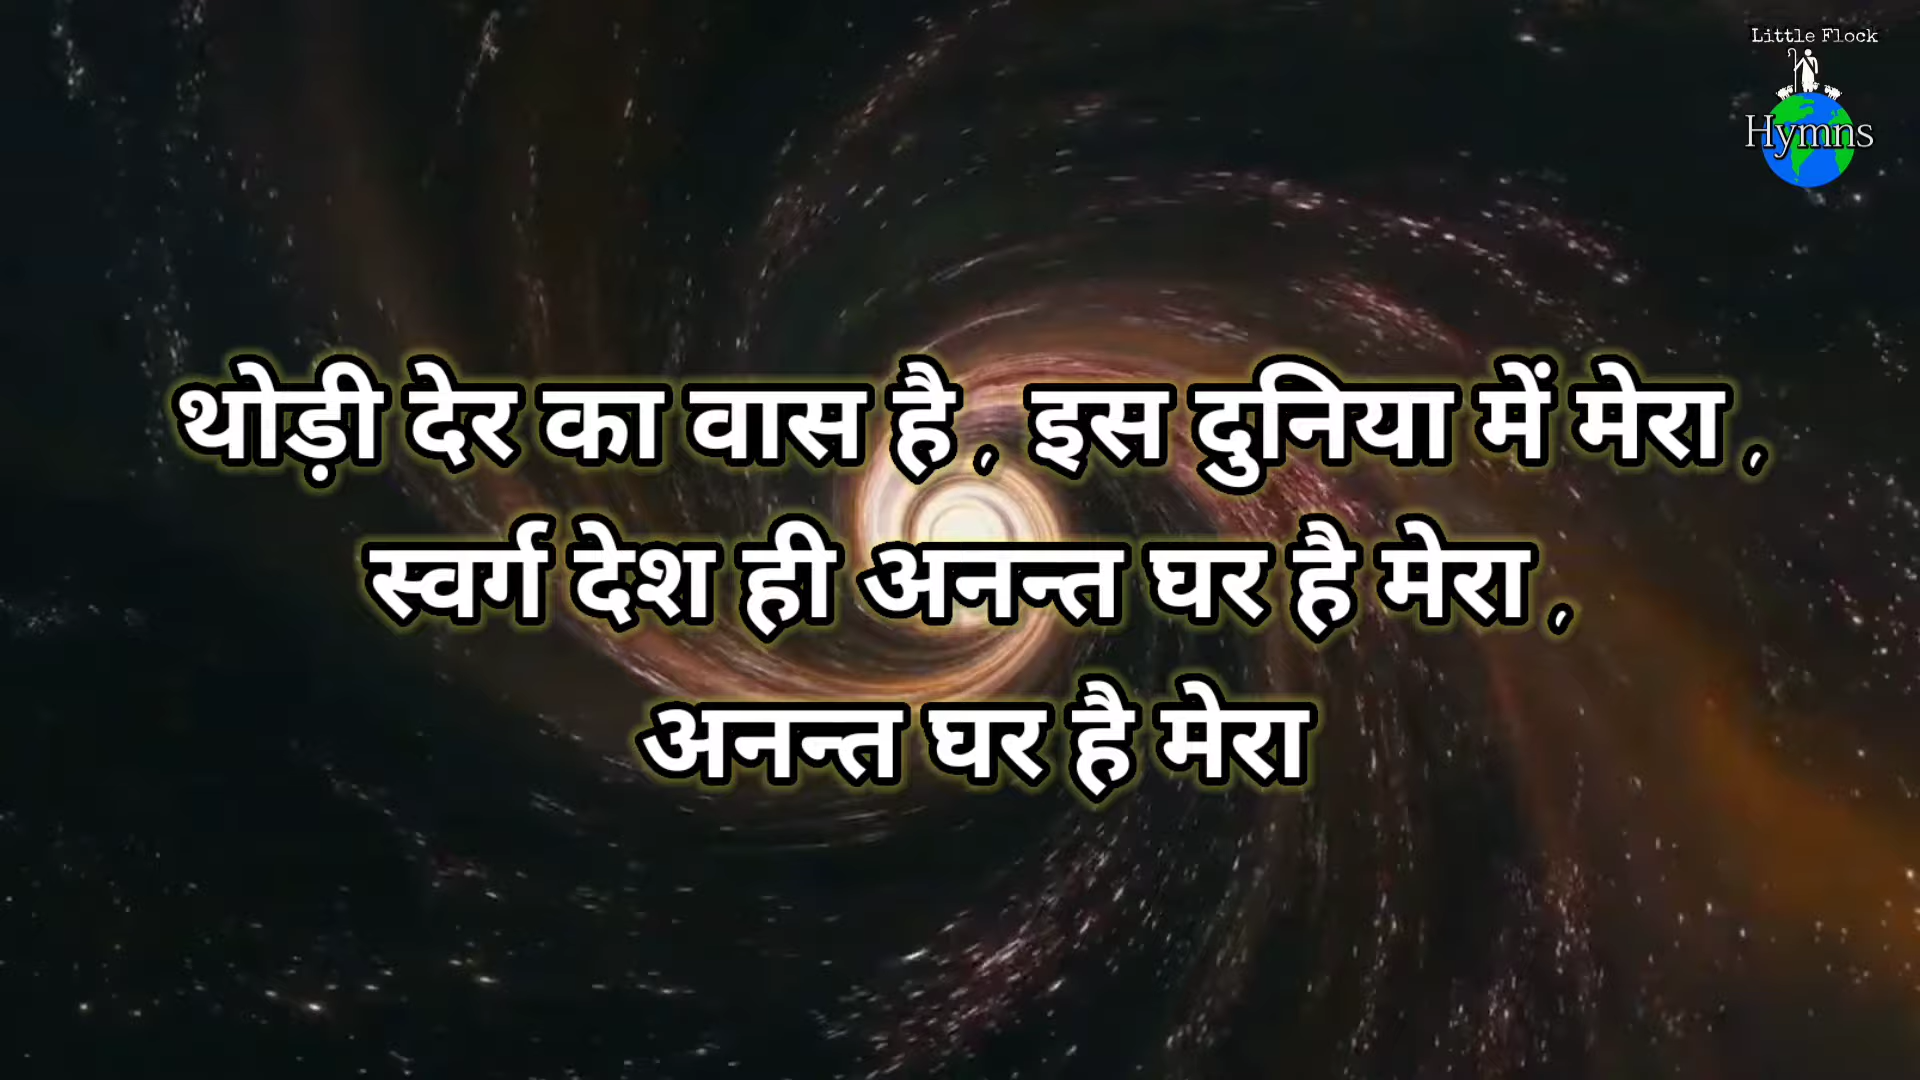 Little Flock
Hymns
थोड़ी देर का वास है, इस दुनिया में मेरा,
स्वर्ग देश ही अनन्त घर है मेरा,
अनन्त घर है मेरा